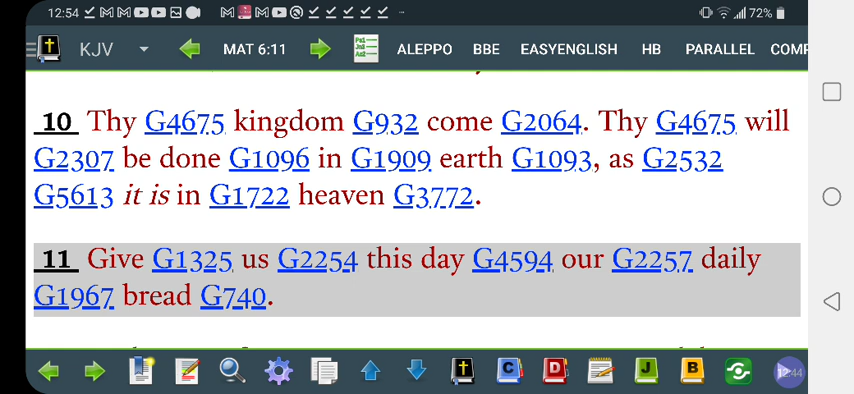 12:54 72%
KJV MAT 6:11 ALEPPO BBE EASYENGLISH HB PARALLEL COMP
10 Thy G4675 kingdom G932 come G2064. Thy G4675 will
G2307 be done G1096 in G1909 earth G1093, as G2532
G5613 it is in G1722 heaven G3772.
11 Give G1325 us G2254 this day G4594 our G2257 daily
G1967 bread G740.
C D J B 12:44